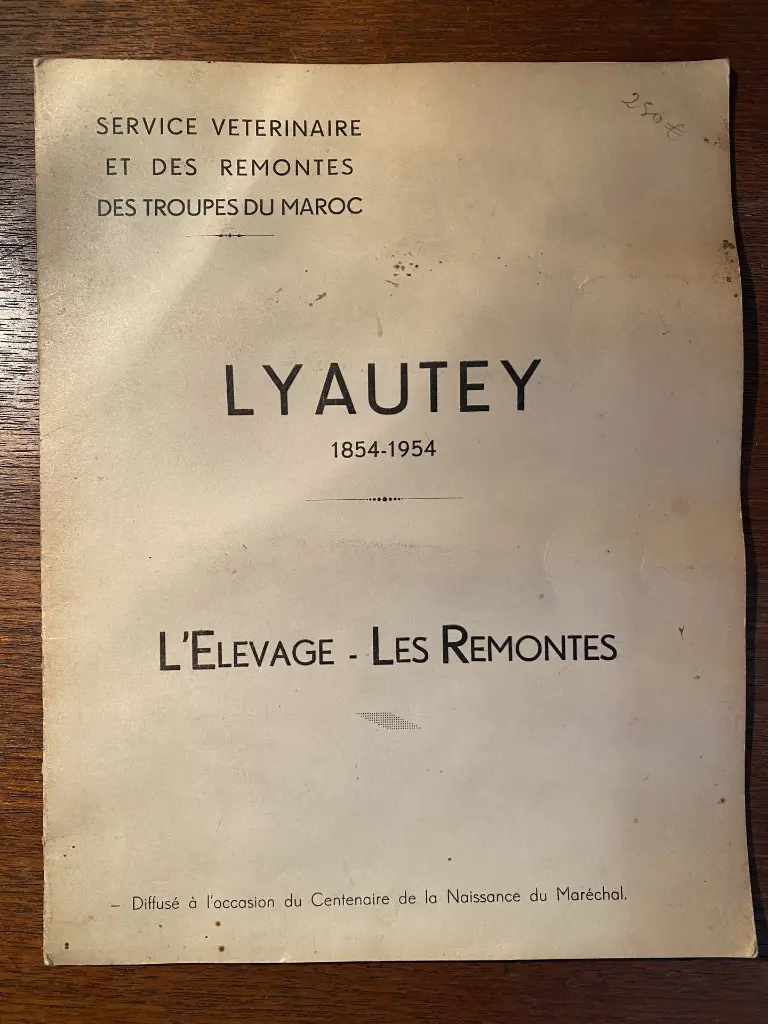 250 €
SERVICE VETERINAIRE
ET DES REMONTES
DES TROUPES DU MAROC
LYAUTEY
1854-1954
L'ELEVAGE - LES REMONTES
– Diffusé à l'occasion du Centenaire de la Naissance du Maréchal.